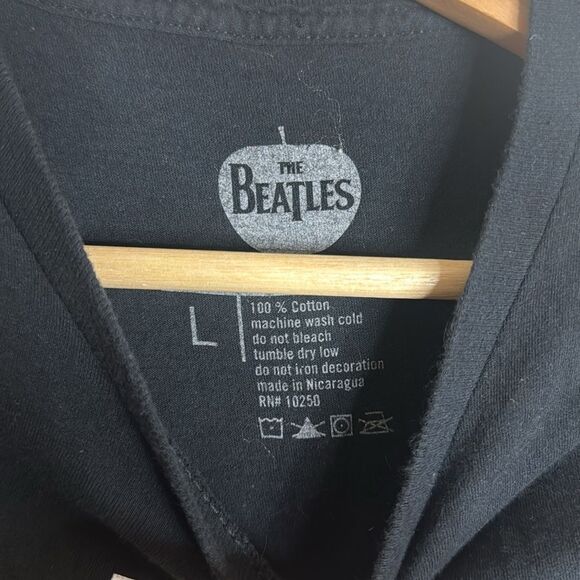 THE
BEATLES
L
100 % Cotton
machine wash cold
do not bleach
tumble dry low
do not iron decoration
made in Nicaragua
RN# 10250